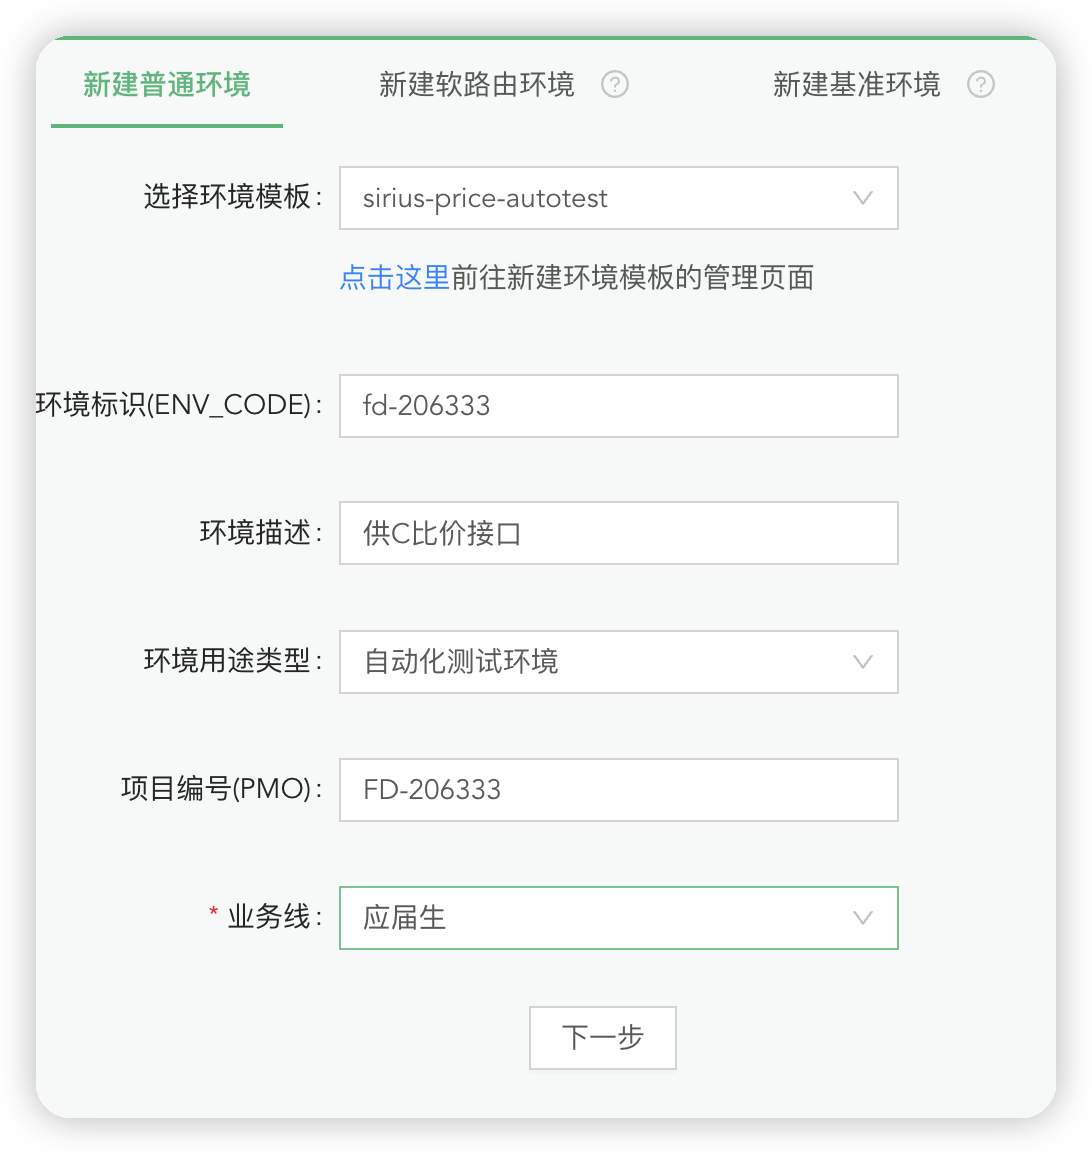 新建普通环境 新建软路由环境 ? 新建基准环境 ?
选择环境模板: sirius-price-autotest
点击这里前往新建环境模板的管理页面
环境标识(ENV_CODE): fd-206333
环境描述: 供C比价接口
环境用途类型: 自动化测试环境
项目编号(PMO): FD-206333
* 业务线: 应届生
下一步